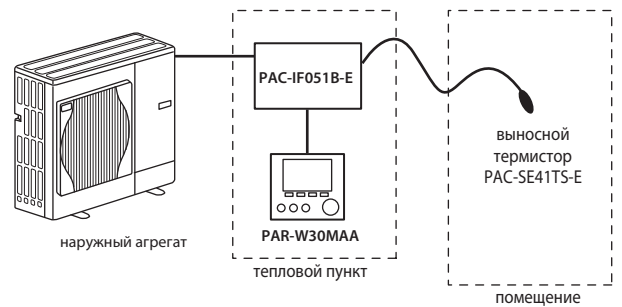 PAC-IF051B-E
выносной
термистор
PAC-SE41TS-E
наружный агрегат
PAR-W30MAA
тепловой пункт
помещение